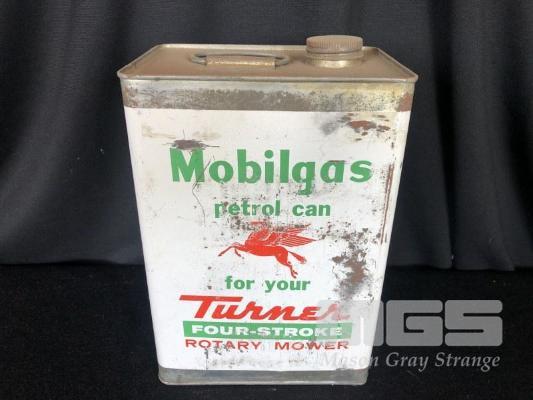 Mobilgas
petrol can
for your
Turner
FOUR-STROKE
ROTARY MOWER
MGS
Mason Gray Strange